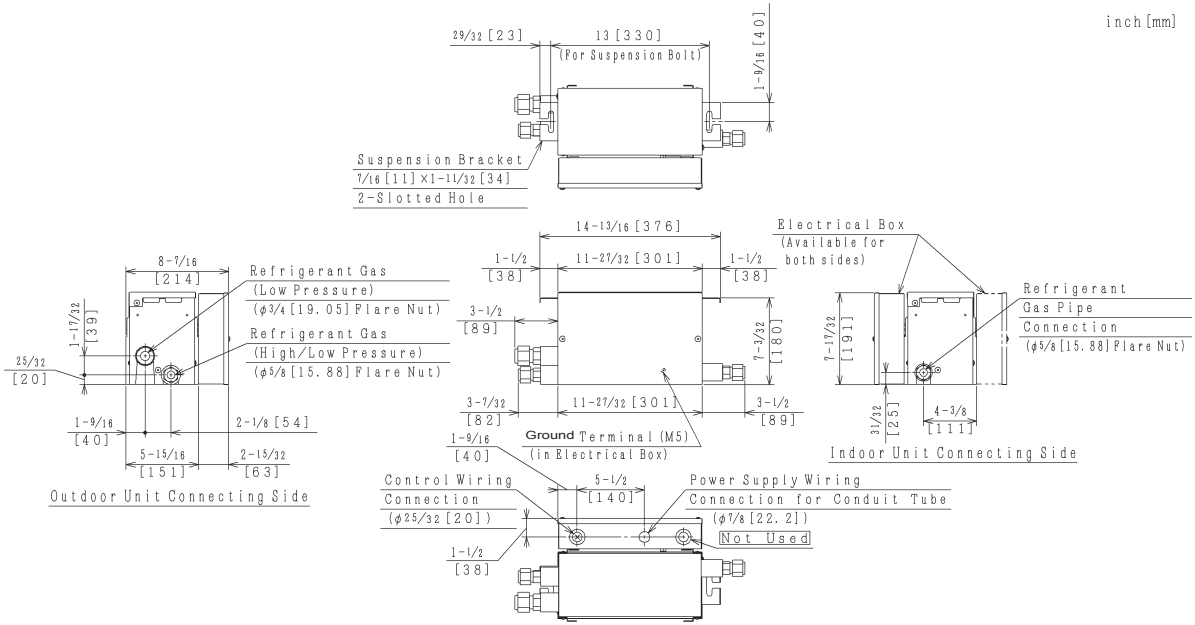 inch [mm]
29/32 [23]
13 [330]
(For Suspension Bolt)
1-9/16 [40]
Suspension Bracket
7/16 [11] ×1-11/32 [34]
2-Slotted Hole
14-13/16 [376]
1-1/2
[38]
11-27/32 [301]
1-1/2
[38]
3-1/2
[89]
7-3/32
[180]
3-7/32
[82]
11-27/32 [301]
3-1/2
[89]
Ground Terminal (M5)
(in Electrical Box)
8-7/16
[214]
Refrigerant Gas
(Low Pressure)
(φ3/4 [19.05] Flare Nut)
Refrigerant Gas
(High/Low Pressure)
(φ5/8 [15.88] Flare Nut)
1-17/32
[39]
25/32
[20]
1-9/16
[40]
2-1/8 [54]
5-15/16
[151]
2-15/32
[63]
Outdoor Unit Connecting Side
Electrical Box
(Available for
both sides)
Refrigerant
Gas Pipe
Connection
(φ5/8 [15.88] Flare Nut)
7-17/32
[191]
31/32
[25]
4-3/8
[111]
Indoor Unit Connecting Side
1-9/16
[40]
5-1/2
[140]
Control Wiring
Connection
(φ25/32 [20])
Power Supply Wiring
Connection for Conduit Tube
(φ7/8 [22.2])
Not Used
1-1/2
[38]